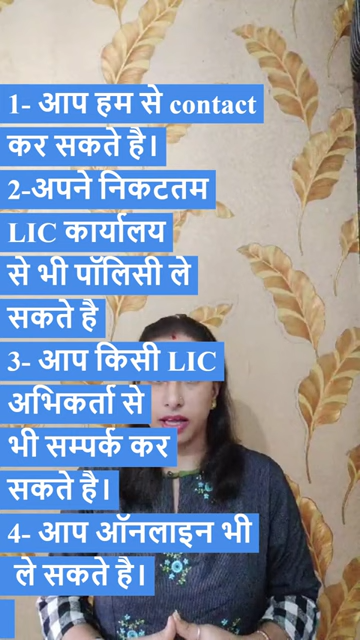 1- आप हम से contact
कर सकते है।
2-अपने निकटतम
LIC कार्यालय
से भी पॉलिसी ले
सकते है
3- आप किसी LIC
अभिकर्ता से
भी सम्पर्क कर
सकते है।
4- आप ऑनलाइन भी
ले सकते है।